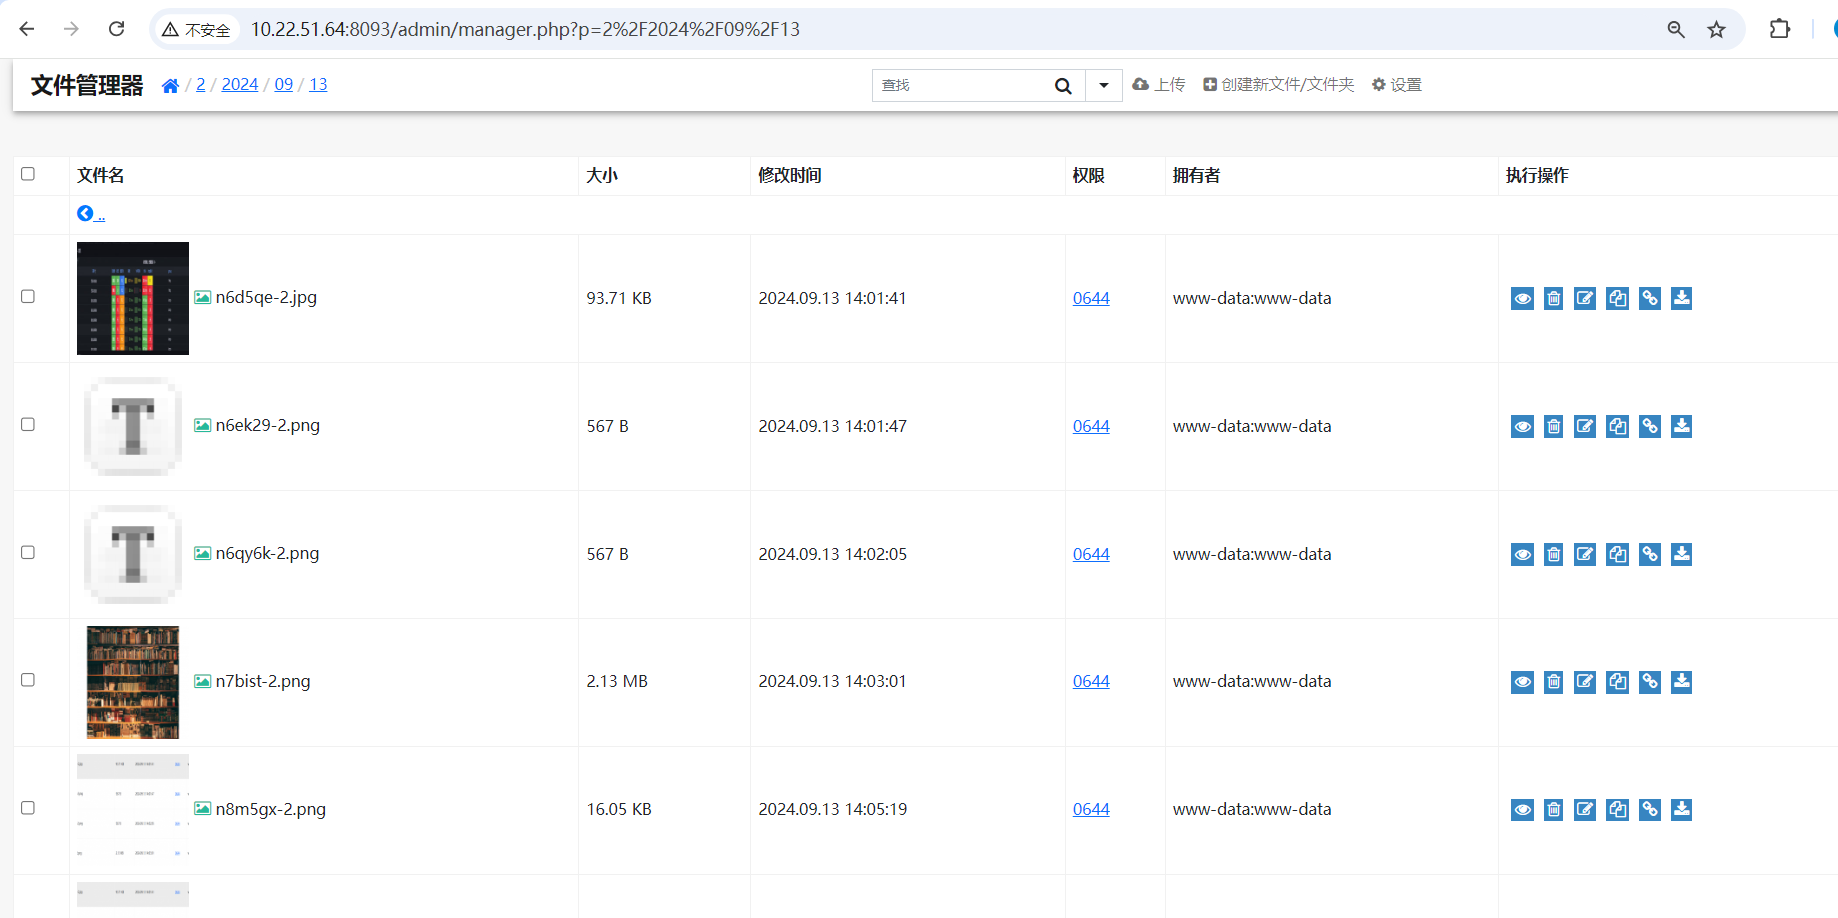 不安全 10.22.51.64:8093/admin/manager.php?p=2%2F2024%2F09%2F13
文件管理器 / 2 / 2024 / 09 / 13 查找 上传 创建新文件/文件夹 设置
文件名 大小 修改时间 权限 拥有者 执行操作
..
n6d5qe-2.jpg 93.71 KB 2024.09.13 14:01:41 0644 www-data:www-data
T n6ek29-2.png 567 B 2024.09.13 14:01:47 0644 www-data:www-data
T n6qy6k-2.png 567 B 2024.09.13 14:02:05 0644 www-data:www-data
n7bist-2.png 2.13 MB 2024.09.13 14:03:01 0644 www-data:www-data
n8m5gx-2.png 16.05 KB 2024.09.13 14:05:19 0644 www-data:www-data